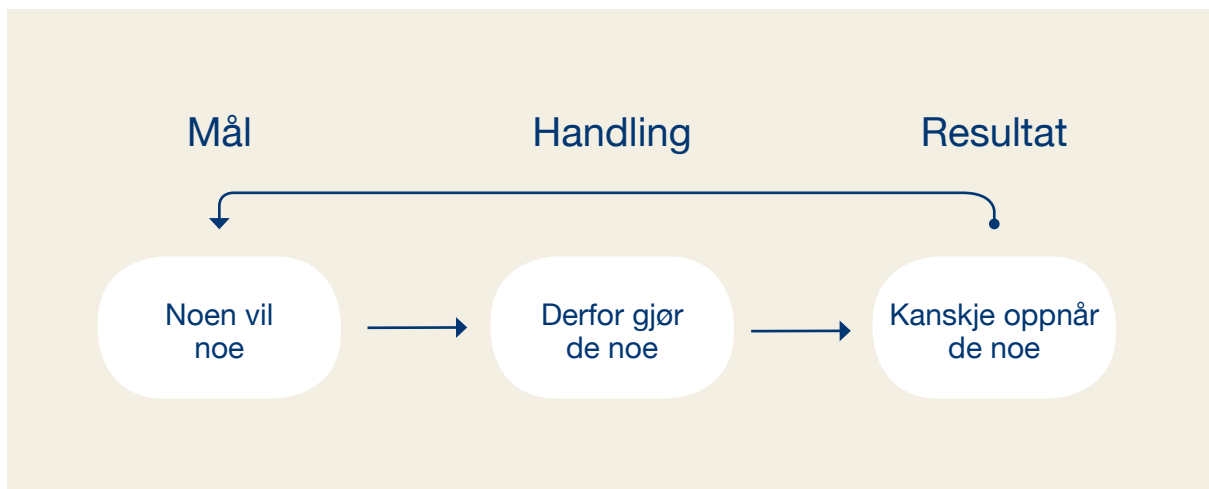 Mål
Handling
Resultat
Noen vil
noe
Derfor gjør
de noe
Kanskje oppnår
de noe